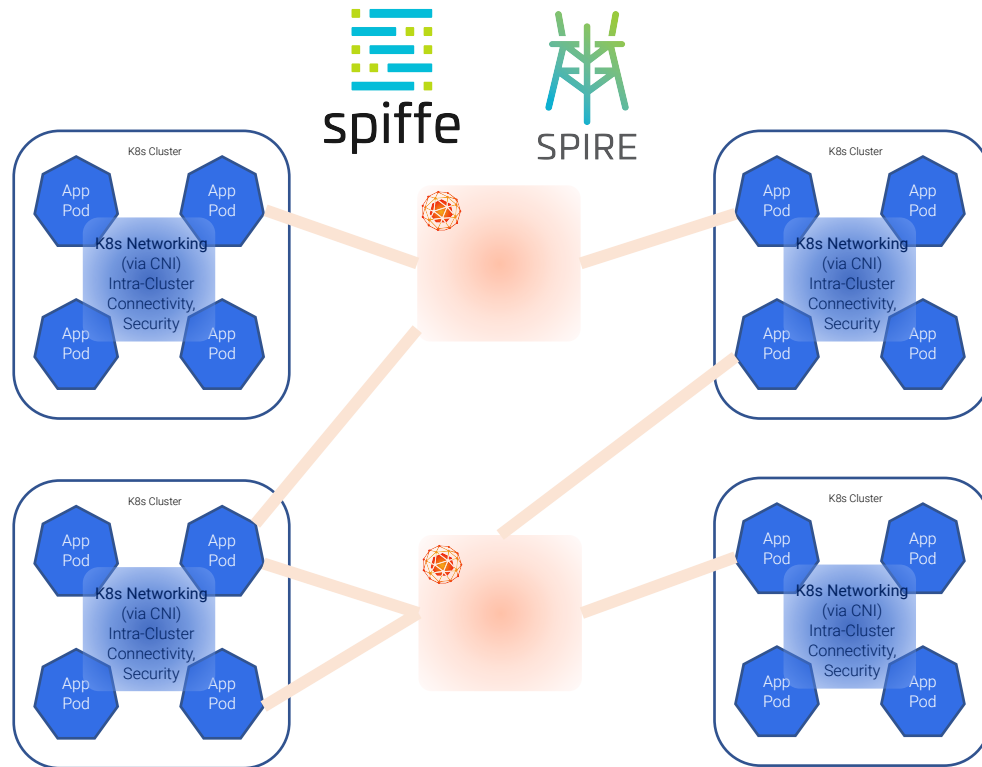 spiffe
SPIRE
K8s Cluster
App
Pod
App
Pod
K8s Networking
(via CNI)
Intra-Cluster
Connectivity,
Security
App
Pod
App
Pod
K8s Cluster
App
Pod
App
Pod
K8s Networking
(via CNI)
Intra-Cluster
Connectivity,
Security
App
Pod
App
Pod
K8s Cluster
App
Pod
App
Pod
K8s Networking
(via CNI)
Intra-Cluster
Connectivity,
Security
App
Pod
App
Pod
K8s Cluster
App
Pod
App
Pod
K8s Networking
(via CNI)
Intra-Cluster
Connectivity,
Security
App
Pod
App
Pod